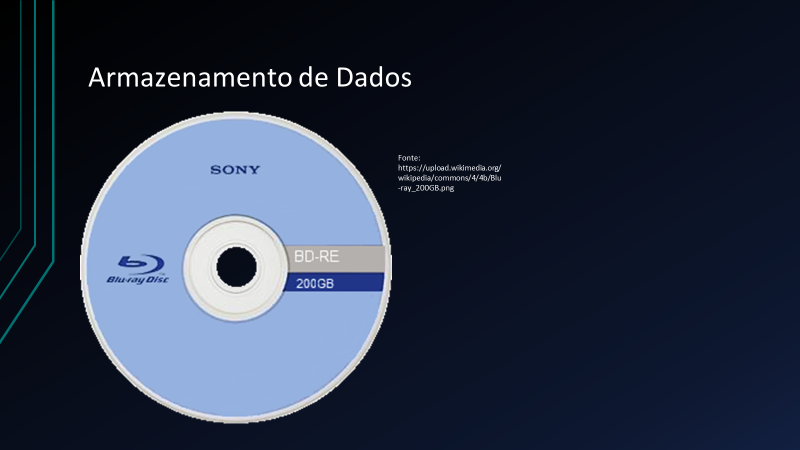 Armazenamento de Dados
SONY
Fonte:
https://upload.wikimedia.org/
wikipedia/commons/4/4b/Blu
-ray_200GB.png
BD-RE
Blu-ray Disc
200GB